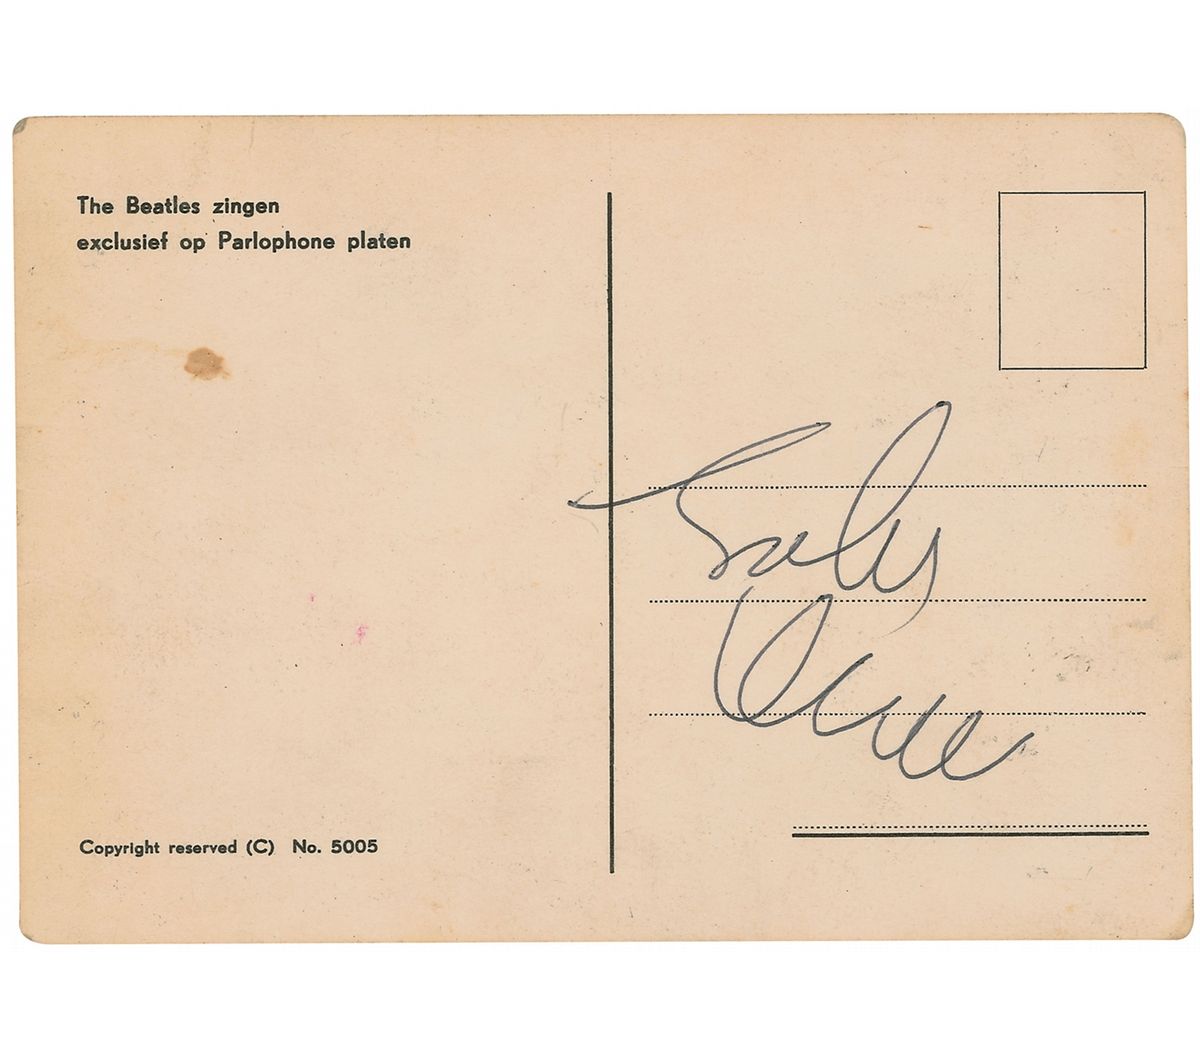 The Beatles zingen
exclusief op Parlophone platen
Copyright reserved (C) No. 5005